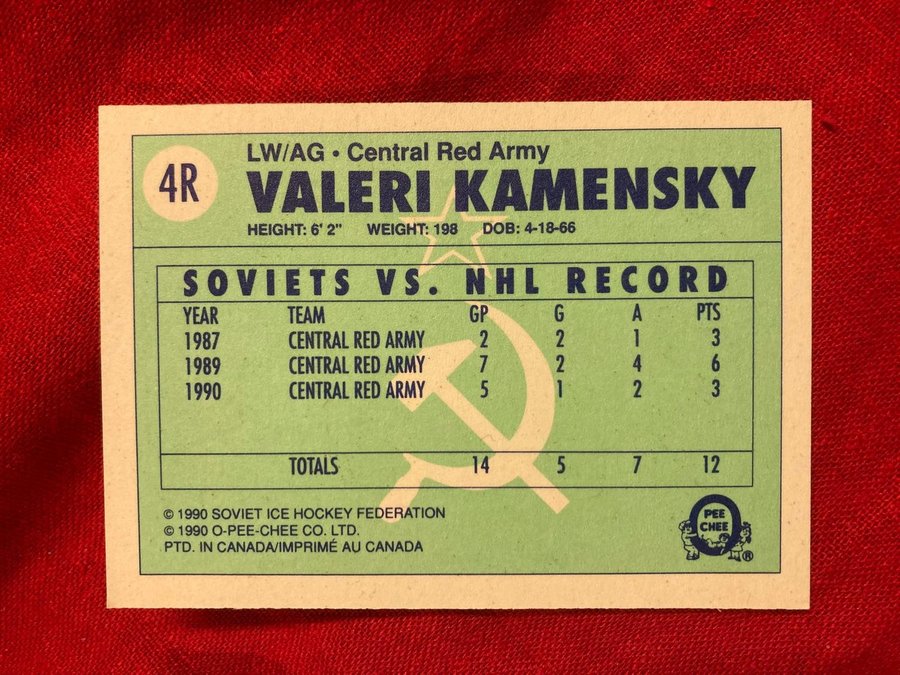 4R
LW/AG • Central Red Army
VALERI KAMENSKY
HEIGHT: 6' 2" WEIGHT: 198 DOB: 4-18-66
SOVIETS VS. NHL RECORD
YEAR TEAM GP G A PTS
1987 CENTRAL RED ARMY 2 2 1 3
1989 CENTRAL RED ARMY 7 2 4 6
1990 CENTRAL RED ARMY 5 1 2 3
TOTALS 14 5 7 12
© 1990 SOVIET ICE HOCKEY FEDERATION
© 1990 O-PEE-CHEE CO. LTD.
PTD. IN CANADA/IMPRIMÉ AU CANADA
O PEE CHEE ®